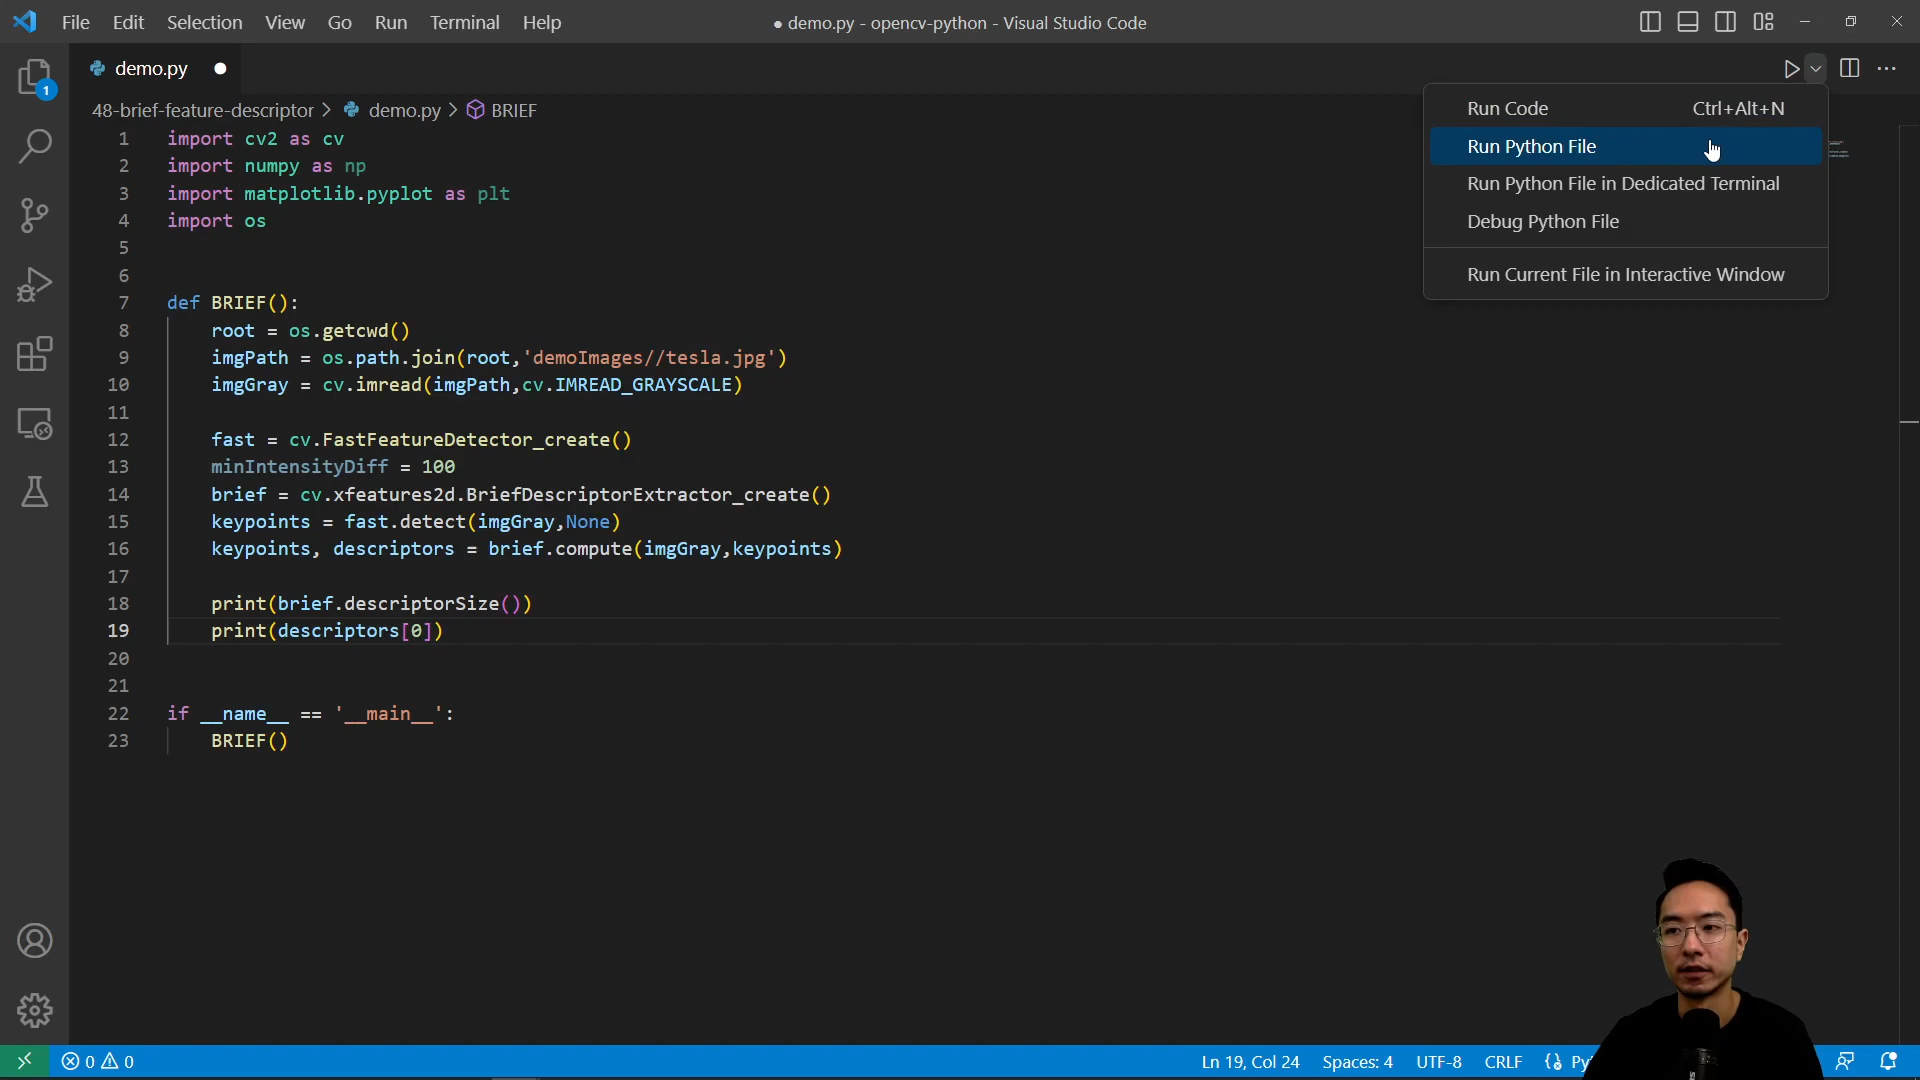 File Edit Selection View Go Run Terminal Help
● demo.py - opencv-python - Visual Studio Code
1
demo.py
48-brief-feature-descriptor > demo.py > BRIEF
Run Code Ctrl+Alt+N
Run Python File
Run Python File in Dedicated Terminal
Debug Python File
Run Current File in Interactive Window
1 import cv2 as cv
2 import numpy as np
3 import matplotlib.pyplot as plt
4 import os
5
6
7 def BRIEF():
8 root = os.getcwd()
9 imgPath = os.path.join(root,'demoImages//tesla.jpg')
10 imgGray = cv.imread(imgPath,cv.IMREAD_GRAYSCALE)
11
12 fast = cv.FastFeatureDetector_create()
13 minIntensityDiff = 100
14 brief = cv.xfeatures2d.BriefDescriptorExtractor_create()
15 keypoints = fast.detect(imgGray,None)
16 keypoints, descriptors = brief.compute(imgGray,keypoints)
17
18 print(brief.descriptorSize())
19 print(descriptors[0])
20
21
22 if __name__ == '__main__':
23 BRIEF()
0 0
Ln 19, Col 24 Spaces: 4 UTF-8 CRLF